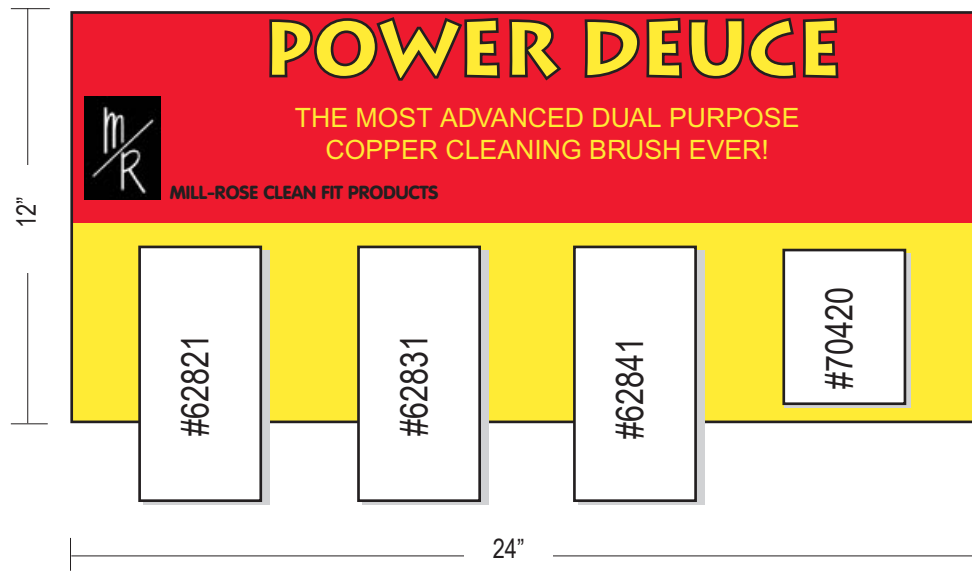 POWER DEUCE
THE MOST ADVANCED DUAL PURPOSE
COPPER CLEANING BRUSH EVER!
m/R
MILL-ROSE CLEAN FIT PRODUCTS
12”
#62821
#62831
#62841
#70420
24”